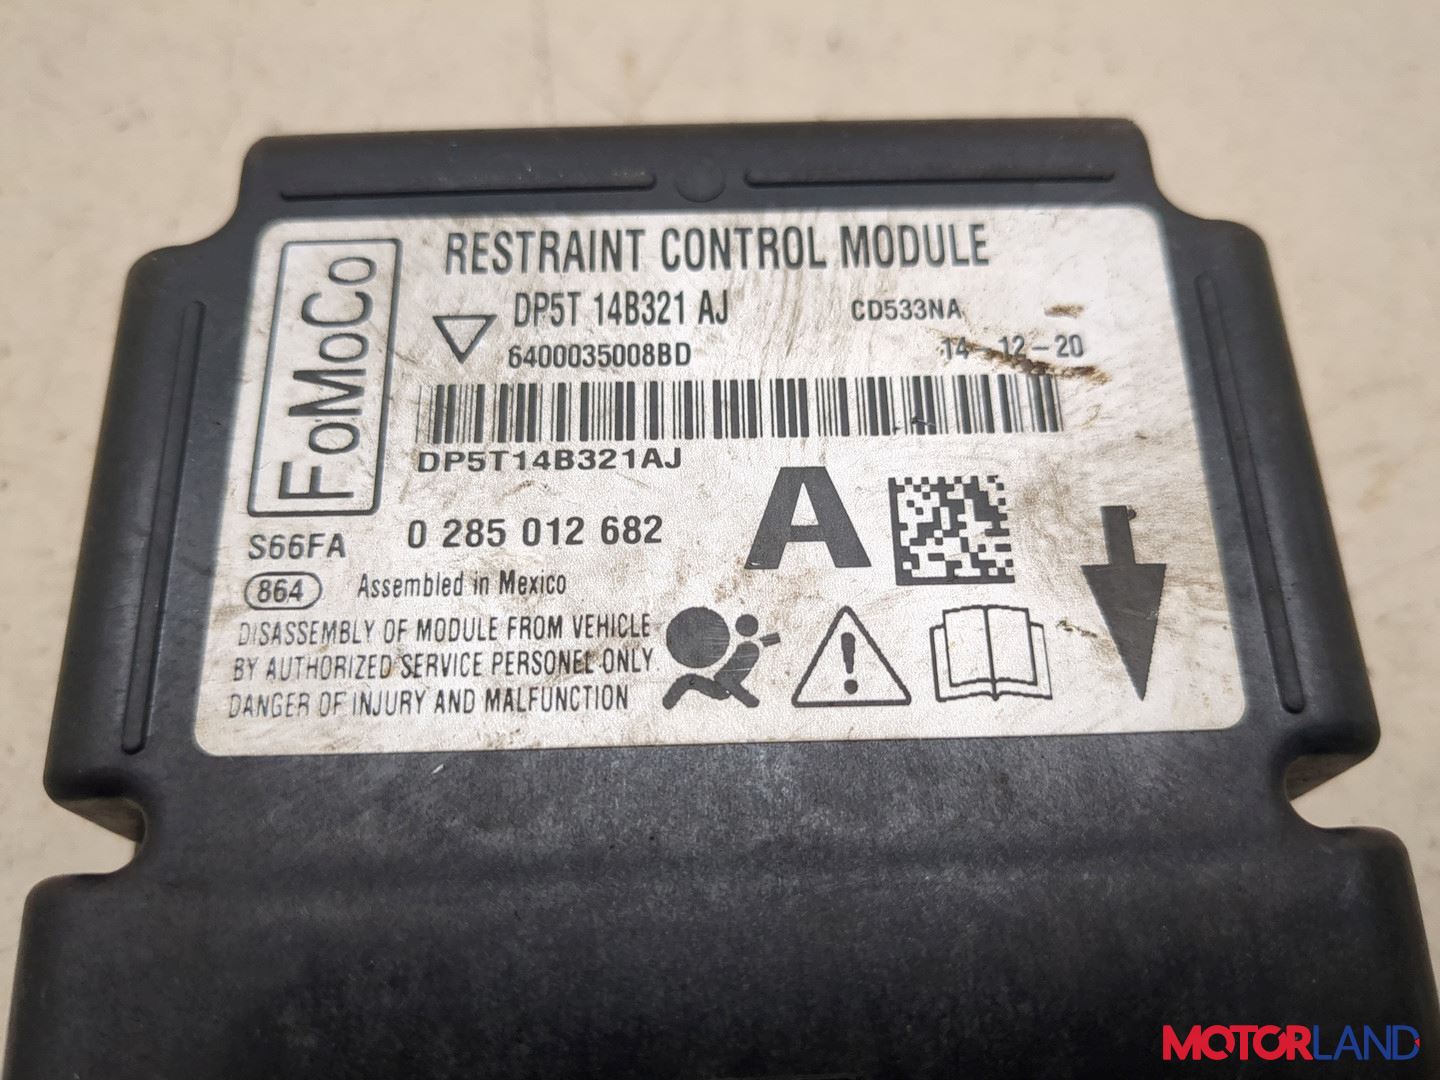 FoMoCo
RESTRAINT CONTROL MODULE
DP5T 14B321 AJ CD533NA
6400035008BD 14-12-20
DP5T14B321AJ
S66FA 0 285 012 682 A
864 Assembled in Mexico
DISASSEMBLY OF MODULE FROM VEHICLE
BY AUTHORIZED SERVICE PERSONEL ONLY
DANGER OF INJURY AND MALFUNCTION
MOTORLAND